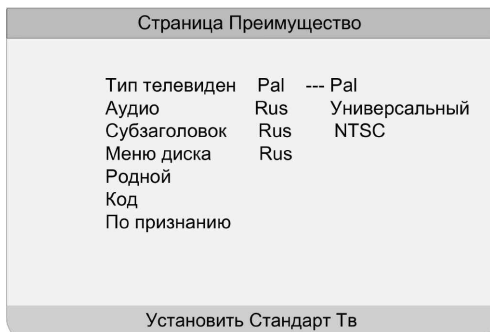 Страница Преимущество
Тип телевиден Pal --- Pal
Аудио Rus Универсальный
Субзаголовок Rus NTSC
Меню диска Rus
Родной
Код
По признанию
Установить Стандарт Тв